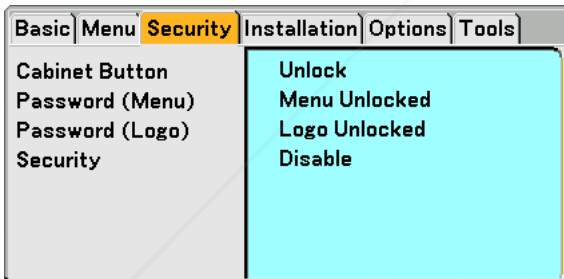 Basic Menu Security Installation Options Tools
Cabinet Button Unlock
Password (Menu) Menu Unlocked
Password (Logo) Logo Unlocked
Security Disable